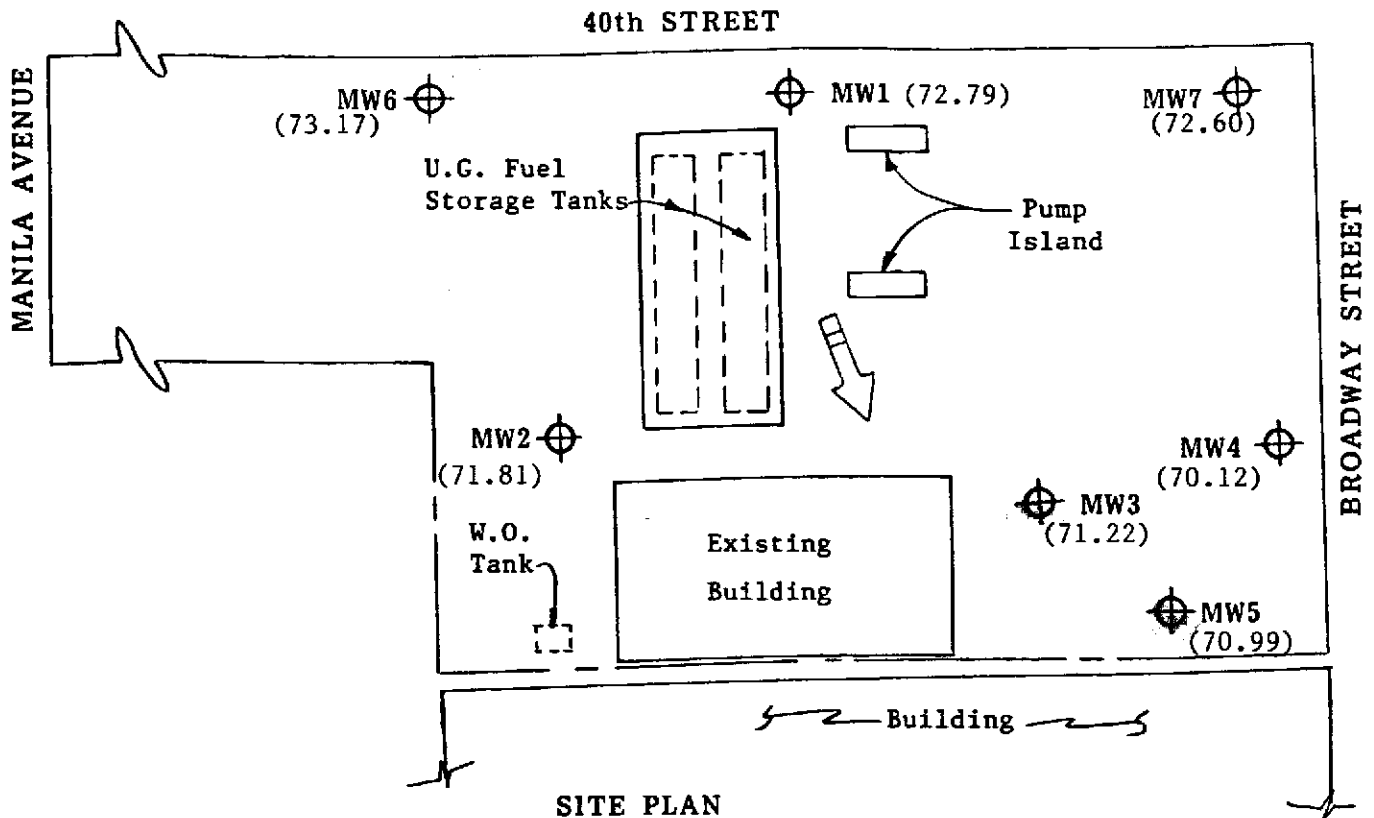 40th STREET
MANILA AVENUE
MW6
(73.17)
MW1 (72.79)
MW7
(72.60)
U.G. Fuel
Storage Tanks
Pump
Island
BROADWAY STREET
MW2
(71.81)
MW4
(70.12)
MW3
(71.22)
W.O.
Tank
Existing
Building
MW5
(70.99)
Building
SITE PLAN